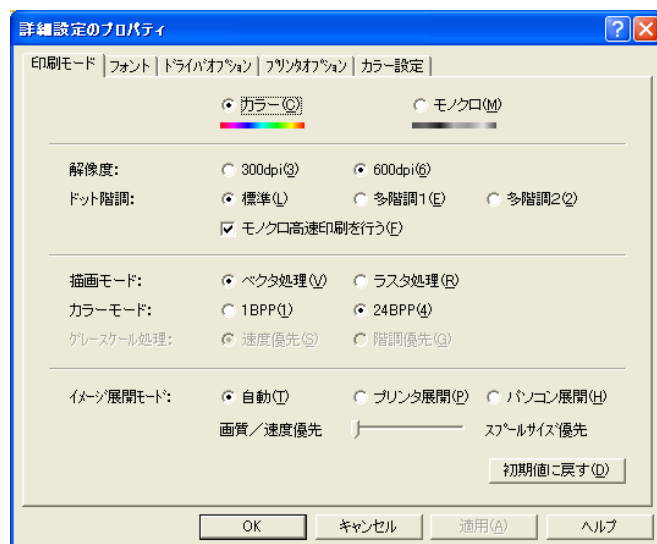 詳細設定のプロパティ
印刷モード フォント ドライバオプション プリンタオプション カラー設定
カラー(C) モノクロ(M)
解像度: 300dpi(3) 600dpi(6)
ドット階調: 標準(L) 多階調1(E) 多階調2(2)
モノクロ高速印刷を行う(F)
描画モード: ベクタ処理(V) ラスタ処理(R)
カラーモード: 1BPP(1) 24BPP(4)
グレースケール処理: 速度優先(S) 階調優先(G)
イメージ展開モード: 自動(T) プリンタ展開(P) パソコン展開(H)
画質/速度優先 スプールサイズ優先
初期値に戻す(D)
OK キャンセル 適用(A) ヘルプ